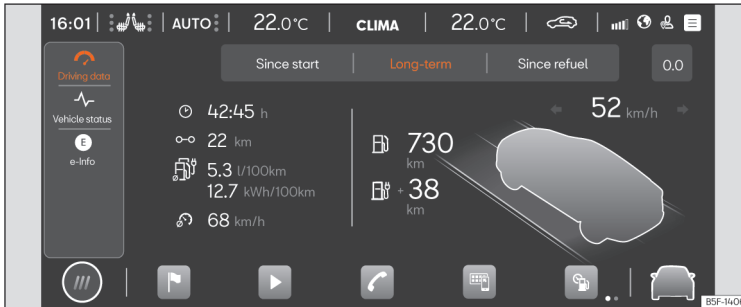 16:01 AUTO 22.0°C CLIMA 22.0°C
Driving data
Vehicle status
E
e-Info
Since start Long-term Since refuel 0.0
42:45 h
22 km
5.3 l/100km
12.7 kWh/100km
68 km/h
730
km
+ 38
km
52 km/h